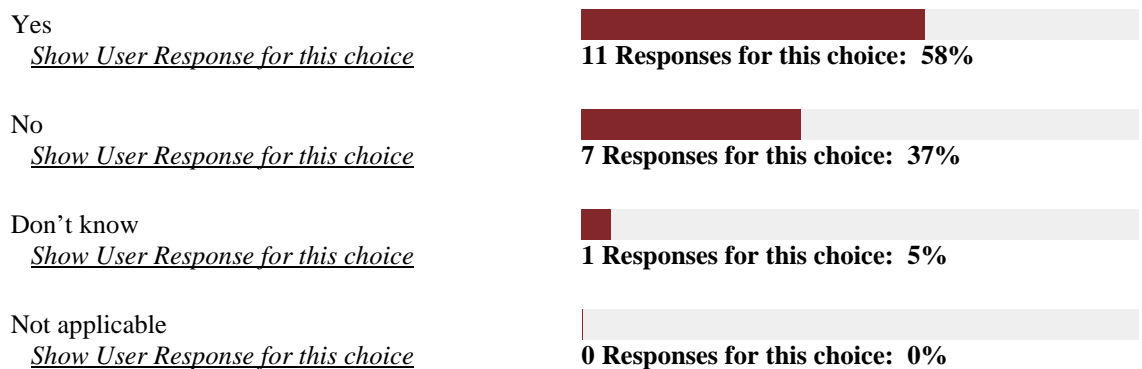 Yes
Show User Response for this choice
11 Responses for this choice: 58%
No
Show User Response for this choice
7 Responses for this choice: 37%
Don’t know
Show User Response for this choice
1 Responses for this choice: 5%
Not applicable
Show User Response for this choice
0 Responses for this choice: 0%